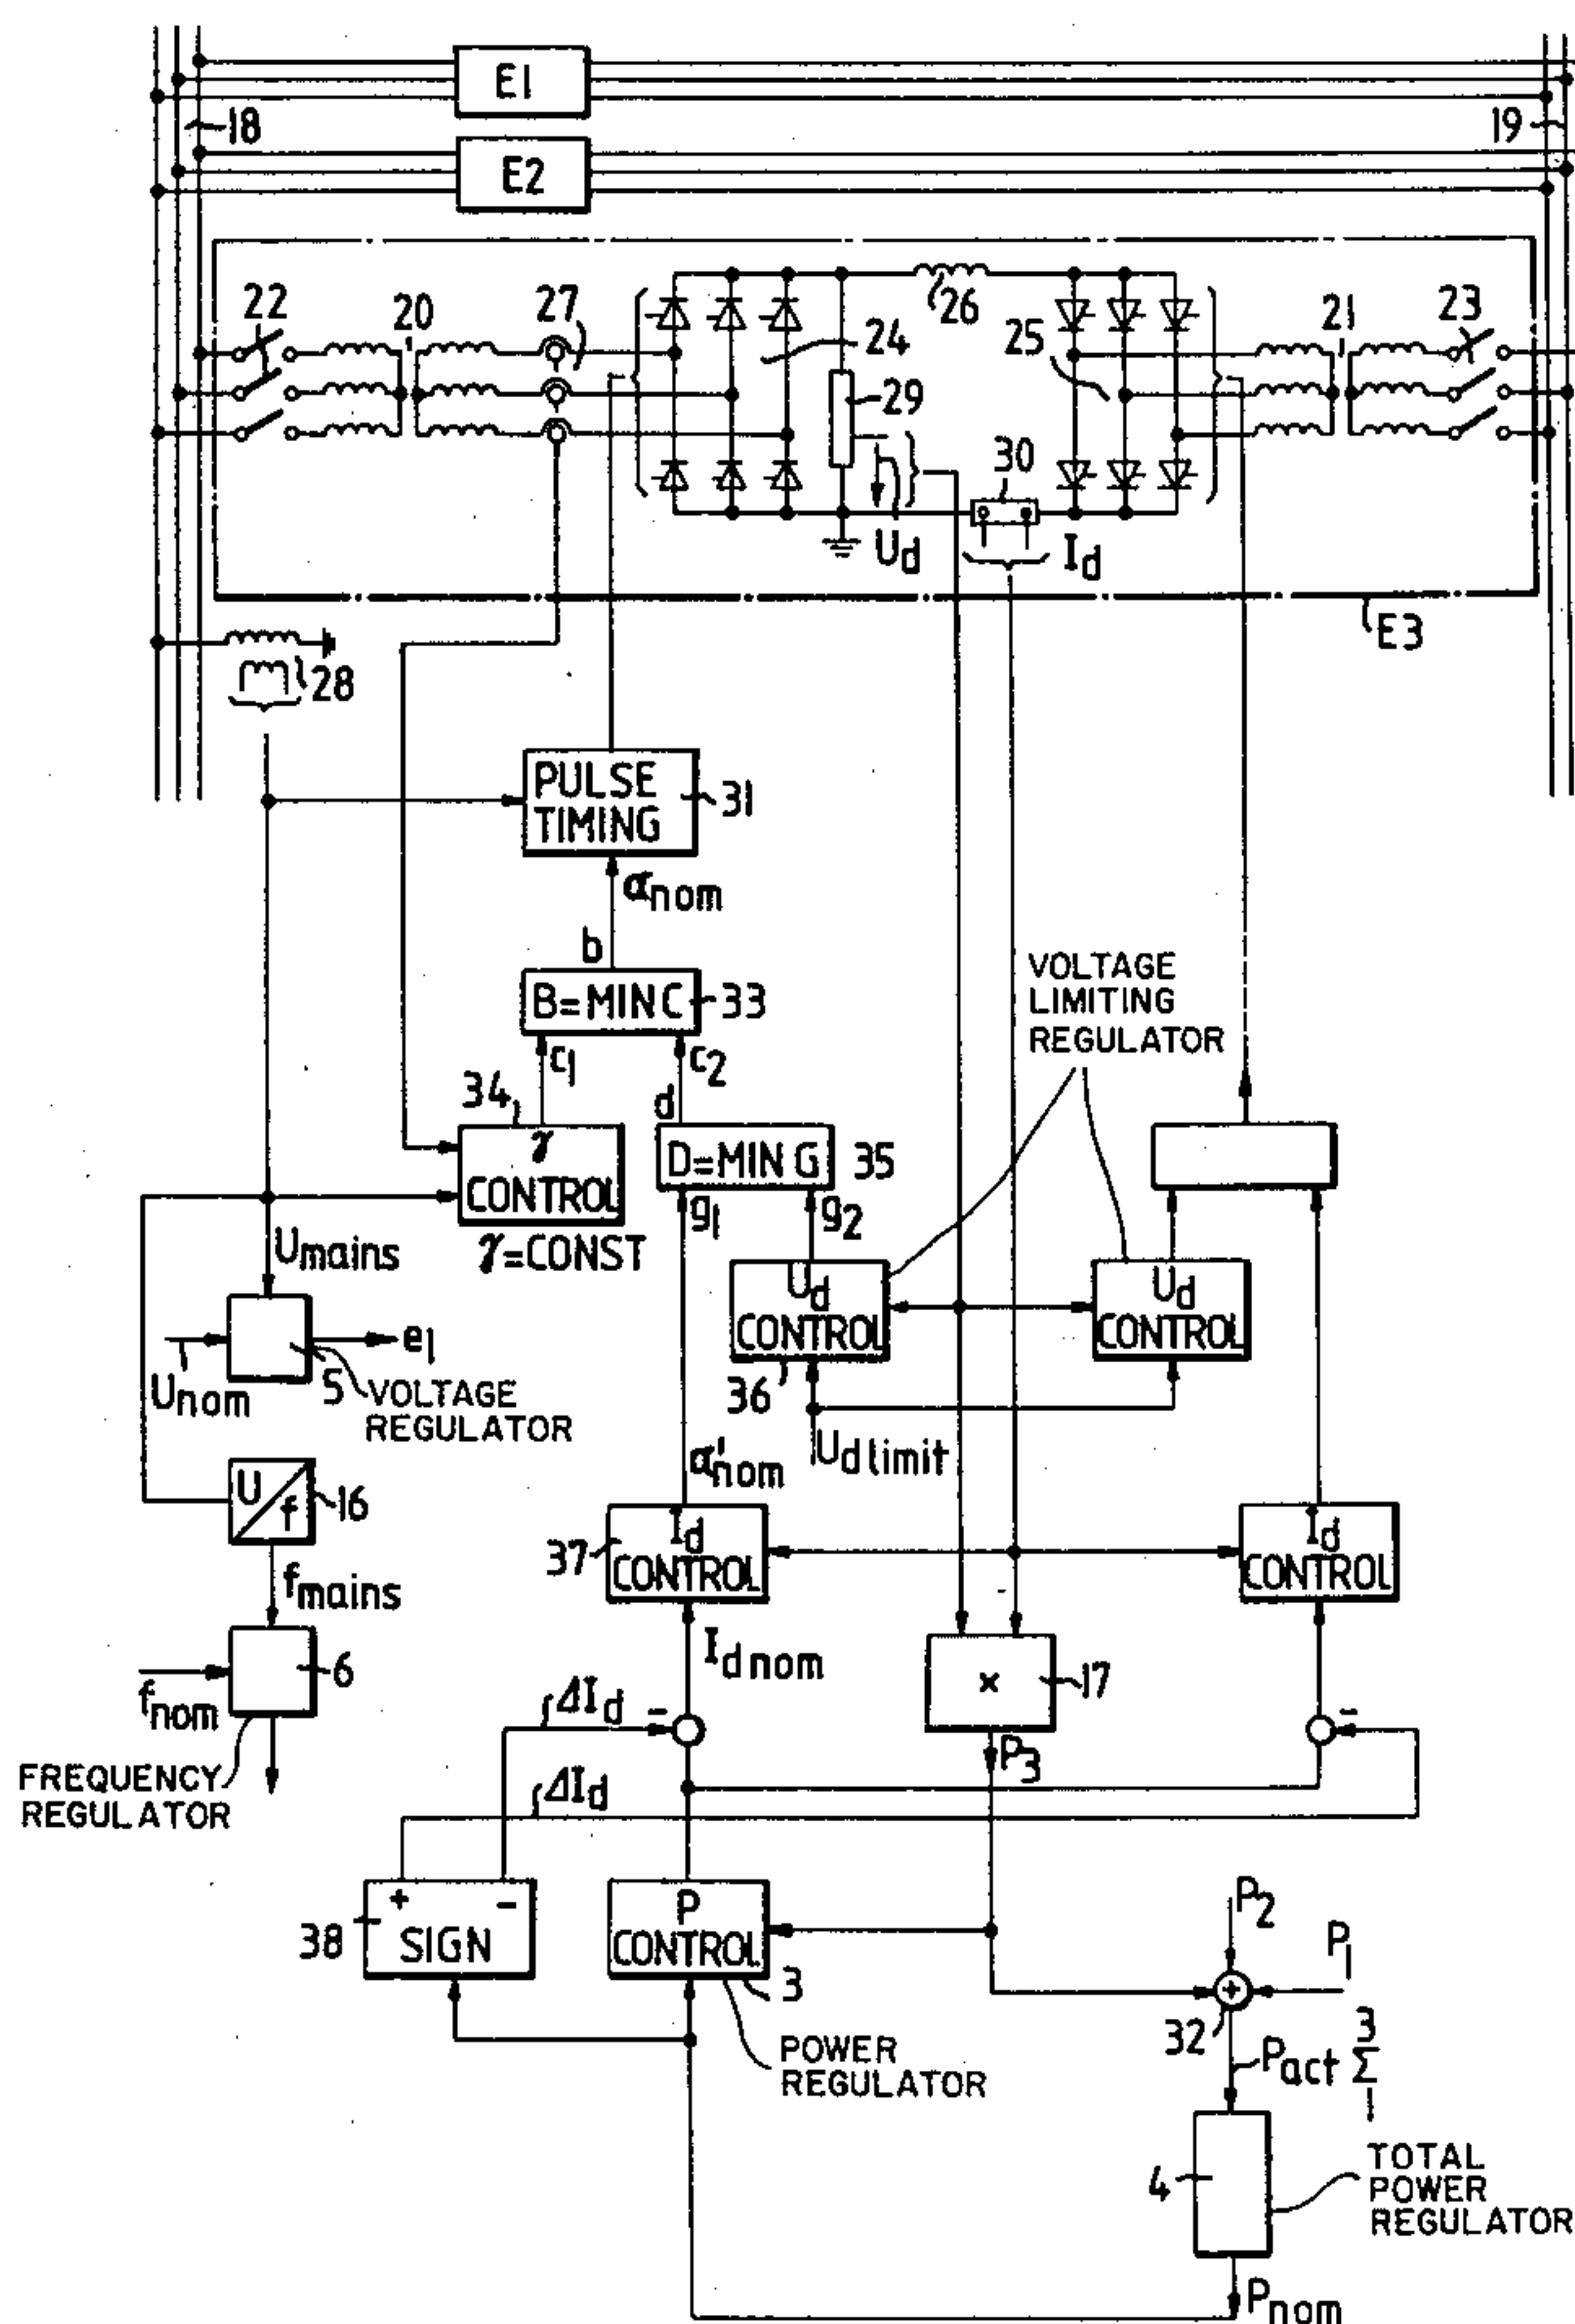 E1
18
19
E2
22
20
27
24
26
25
21
23
29
30
Ud
Id
E3
28
PULSE
TIMING
31
αnom
b
B=MIN C
33
VOLTAGE
LIMITING
REGULATOR
c1
c2
34
d
γ
CONTROL
D=MIN G
35
g1
g2
γ=CONST
Umains
Ud
CONTROL
Ud
CONTROL
e1
5
Unom
VOLTAGE
REGULATOR
36
Ud limit
α'nom
U
f
16
Id
CONTROL
37
Id
CONTROL
fmains
Id nom
6
fnom
x
17
ΔId
-
-
P3
FREQUENCY
REGULATOR
ΔId
+
-
SIGN
38
P
CONTROL
3
P2
P1
+
32
POWER
REGULATOR
Pact 3 Σ 1
4
TOTAL
POWER
REGULATOR
Pnom